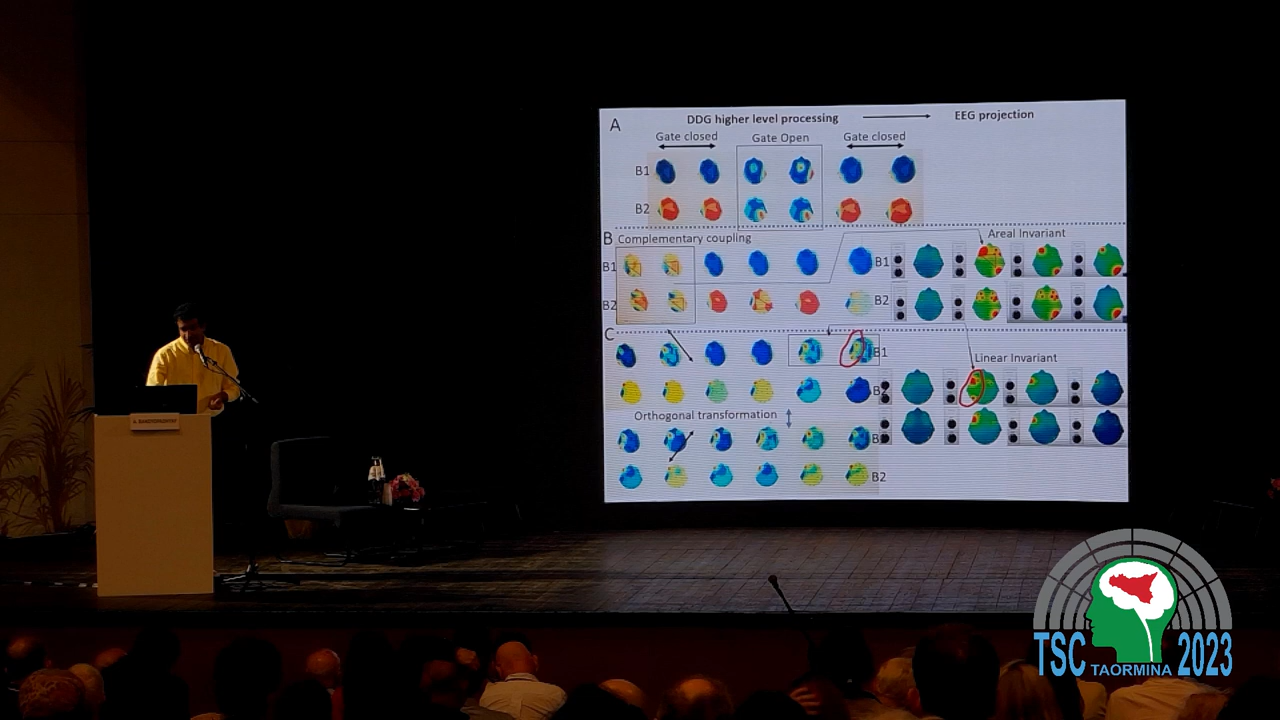 A DDG higher level processing EEG projection
Gate closed Gate Open Gate closed
B1
B2
B Complementary coupling Areal Invariant
B1 B1
B2 B2
C
B1 Linear Invariant
B2
Orthogonal transformation
B2
A. BANDYOPADHYAY
TSC TAORMINA 2023